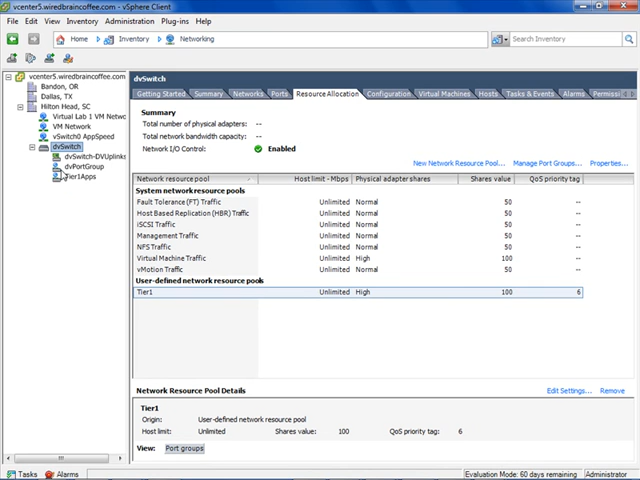 vcenter5.wiredbraincoffee.com - vSphere Client
File Edit View Inventory Administration Plug-ins Help
Home Inventory Networking Search Inventory
vcenter5.wiredbraincoffee.com
Bandon, OR
Dallas, TX
Hilton Head, SC
Virtual Lab 1 VM Netwo
VM Network
vSwitch0 AppSpeed
dvSwitch
dvSwitch-DVUplinks
dvPortGroup
Tier1Apps
dvSwitch
Getting Started Summary Networks Ports Resource Allocation Configuration Virtual Machines Hosts Tasks & Events Alarms Permissi
Summary
Total number of physical adapters: --
Total network bandwidth capacity: --
Network I/O Control: Enabled
New Network Resource Pool... Manage Port Groups... Properties...
Network resource pool Host limit - Mbps Physical adapter shares Shares value QoS priority tag
System network resource pools
Fault Tolerance (FT) Traffic Unlimited Normal 50 --
Host Based Replication (HBR) Traffic Unlimited Normal 50 --
iSCSI Traffic Unlimited Normal 50 --
Management Traffic Unlimited Normal 50 --
NFS Traffic Unlimited Normal 50 --
Virtual Machine Traffic Unlimited High 100 --
vMotion Traffic Unlimited Normal 50 --
User-defined network resource pools
Tier1 Unlimited High 100 6
Network Resource Pool Details Edit Settings... Remove
Tier1
Origin: User-defined network resource pool
Host limit: Unlimited Shares value: 100 QoS priority tag: 6
View: Port groups
Tasks Alarms Evaluation Mode: 60 days remaining Administrator